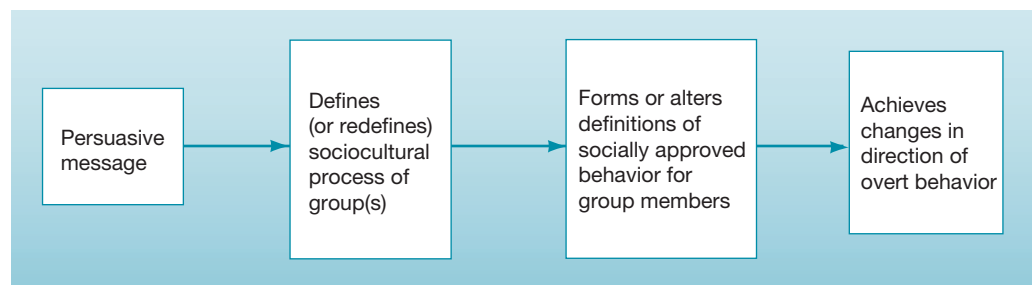 Persuasive
message
Defines
(or redefines)
sociocultural
process of
group(s)
Forms or alters
definitions of
socially approved
behavior for
group members
Achieves
changes in
direction of
overt behavior